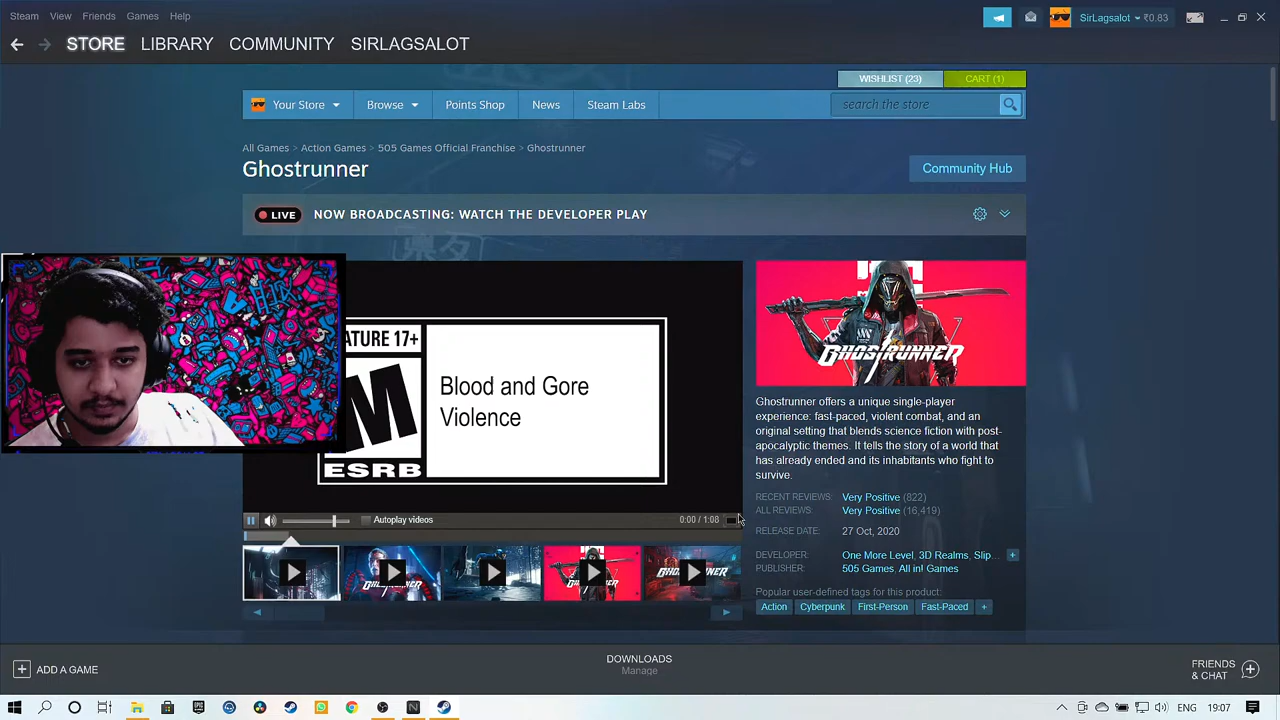 Steam View Friends Games Help
SirLagsalot ₹0.83
STORE LIBRARY COMMUNITY SIRLAGSALOT
WISHLIST (23) CART (1)
Your Store Browse Points Shop News Steam Labs search the store
All Games > Action Games > 505 Games Official Franchise > Ghostrunner
Ghostrunner
Community Hub
LIVE NOW BROADCASTING: WATCH THE DEVELOPER PLAY
ATURE 17+
M
ESRB
Blood and Gore
Violence
Autoplay videos 0:00 / 1:08
GHOSTRUNNER
Ghostrunner offers a unique single-player
experience: fast-paced, violent combat, and an
original setting that blends science fiction with post-
apocalyptic themes. It tells the story of a world that
has already ended and its inhabitants who fight to
survive.
RECENT REVIEWS: Very Positive (822)
ALL REVIEWS: Very Positive (16,419)
RELEASE DATE: 27 Oct, 2020
DEVELOPER: One More Level, 3D Realms, Slip... +
PUBLISHER: 505 Games, All in! Games
Popular user-defined tags for this product:
Action Cyberpunk First-Person Fast-Paced +
GHOSTRUNNER
GHOSTRUNNER
GHOSTRUNNER
+ ADD A GAME
DOWNLOADS
Manage
FRIENDS
& CHAT +
ENG 19:07